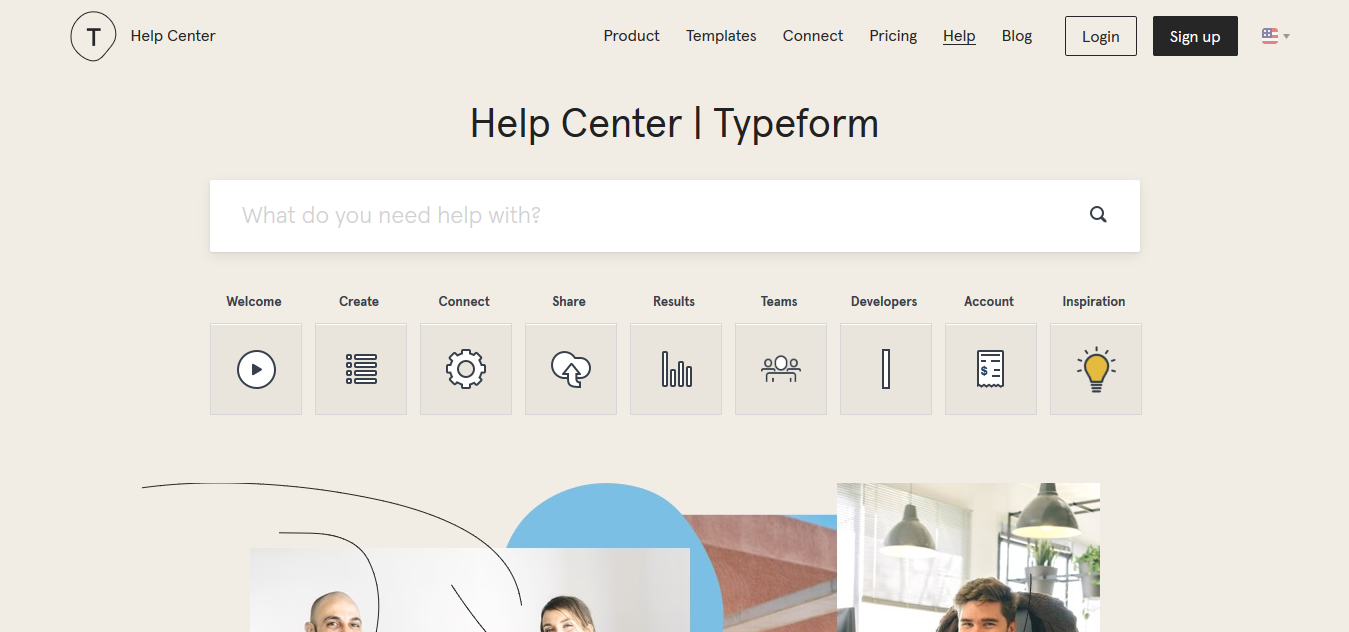 T Help Center Product Templates Connect Pricing Help Blog Login Sign up
Help Center | Typeform
What do you need help with?
Welcome Create Connect Share Results Teams Developers Account Inspiration
$